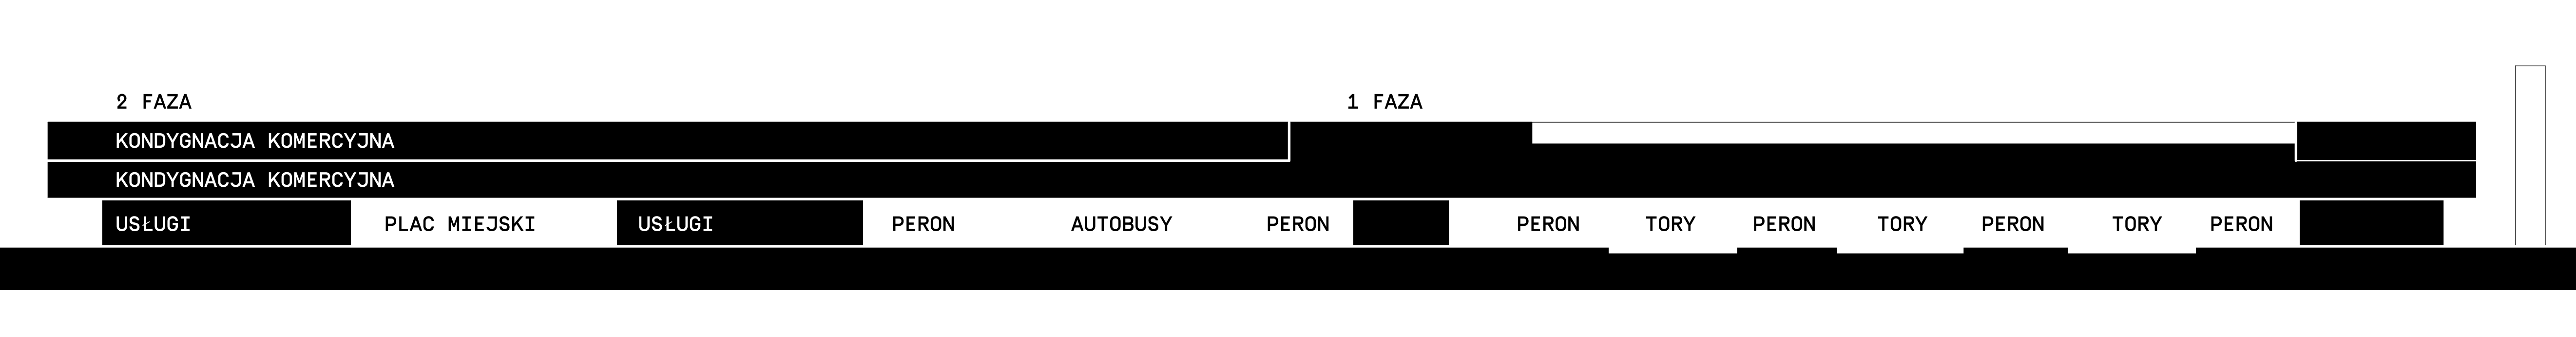 2 FAZA 1 FAZA
KONDYGNACJA KOMERCYJNA
KONDYGNACJA KOMERCYJNA
USŁUGI PLAC MIEJSKI USŁUGI PERON AUTOBUSY PERON PERON TORY PERON TORY PERON TORY PERON